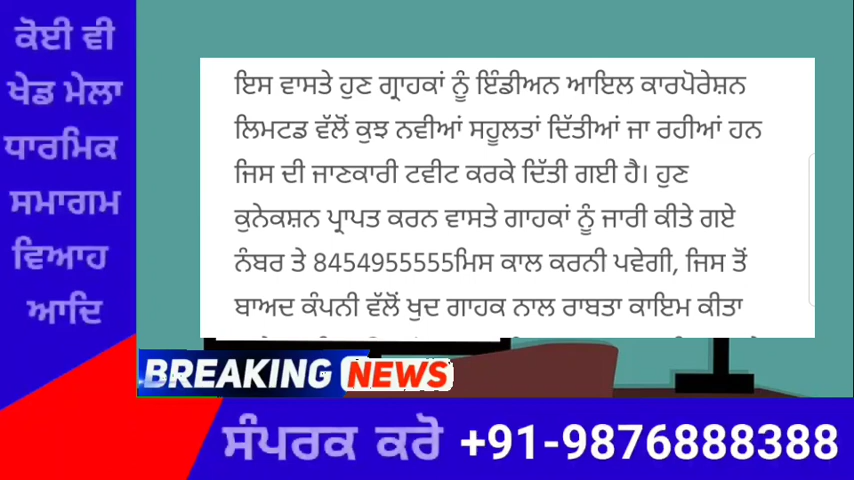 ਕੋਈ ਵੀ
ਖੇਡ ਮੇਲਾ
ਧਾਰਮਿਕ
ਸਮਾਗਮ
ਵਿਆਹ
ਆਦਿ
ਇਸ ਵਾਸਤੇ ਹੁਣ ਗ੍ਰਾਹਕਾਂ ਨੂੰ ਇੰਡੀਅਨ ਆਇਲ ਕਾਰਪੋਰੇਸ਼ਨ
ਲਿਮਟਡ ਵੱਲੋਂ ਕੁਝ ਨਵੀਆਂ ਸਹੂਲਤਾਂ ਦਿੱਤੀਆਂ ਜਾ ਰਹੀਆਂ ਹਨ
ਜਿਸ ਦੀ ਜਾਣਕਾਰੀ ਟਵੀਟ ਕਰਕੇ ਦਿੱਤੀ ਗਈ ਹੈ। ਹੁਣ
ਕੁਨੇਕਸ਼ਨ ਪ੍ਰਾਪਤ ਕਰਨ ਵਾਸਤੇ ਗਾਹਕਾਂ ਨੂੰ ਜਾਰੀ ਕੀਤੇ ਗਏ
ਨੰਬਰ ਤੇ 8454955555ਮਿਸ ਕਾਲ ਕਰਨੀ ਪਵੇਗੀ, ਜਿਸ ਤੋਂ
ਬਾਅਦ ਕੰਪਨੀ ਵੱਲੋਂ ਖੁਦ ਗਾਹਕ ਨਾਲ ਰਾਬਤਾ ਕਾਇਮ ਕੀਤਾ
BREAKING NEWS
ਸੰਪਰਕ ਕਰੋ +91-9876888388